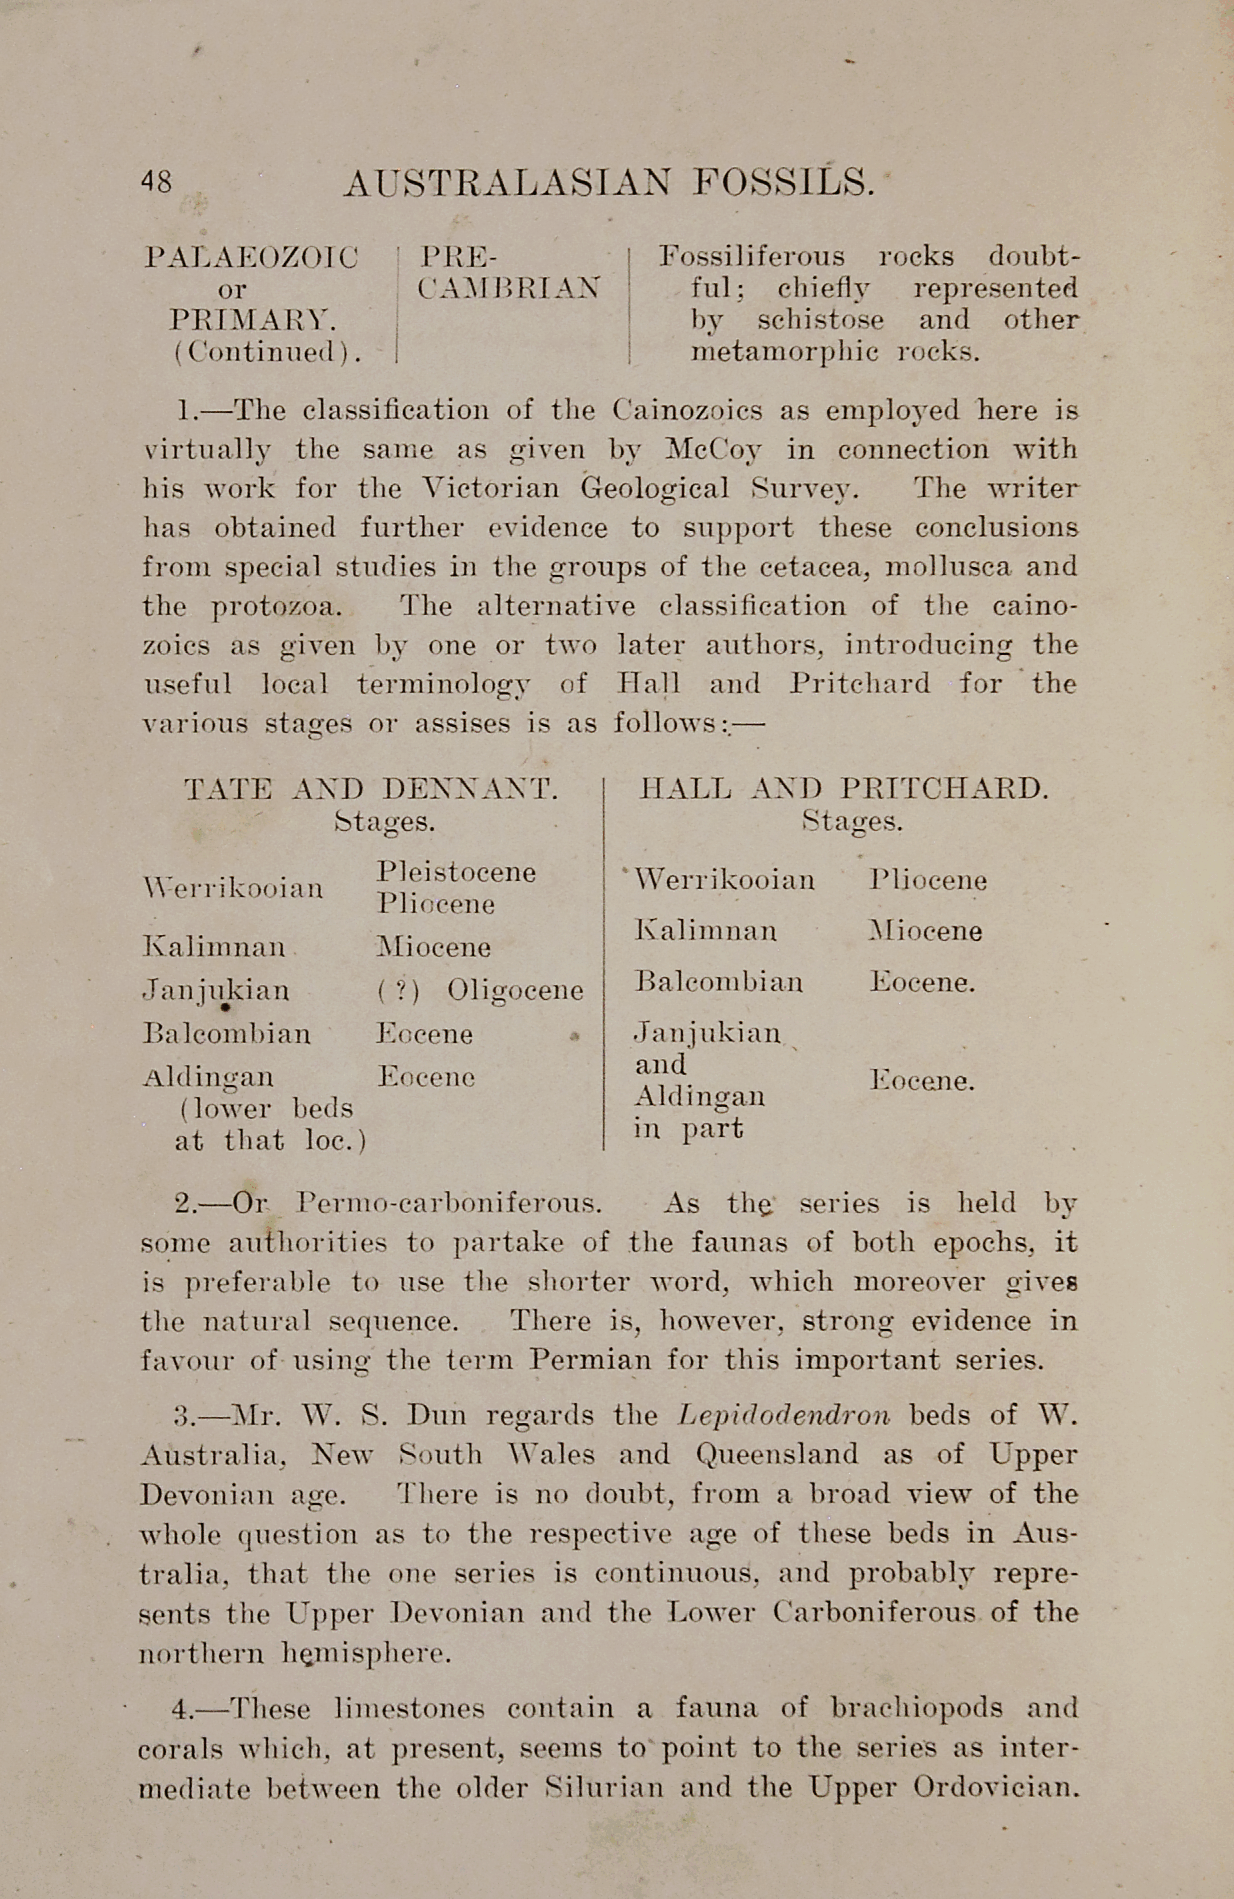 48 AUSTRALASIAN FOSSILS.
PALAEOZOIC PRE- Fossiliferous rocks doubt-
or CAMBRIAN ful; chiefly represented
PRIMARY. by schistose and other
(Continued). metamorphic rocks.
1.—The classification of the Cainozoics as employed here is
virtually the same as given by McCoy in connection with
his work for the Victorian Geological Survey. The writer
has obtained further evidence to support these conclusions
from special studies in the groups of the cetacea, mollusca and
the protozoa. The alternative classification of the caino-
zoics as given by one or two later authors, introducing the
useful local terminology of Hall and Pritchard for the
various stages or assises is as follows:—
TATE AND DENNANT.
Stages.
Werrikooian Pleistocene
Pliocene
Kalimnan Miocene
Janjukian (?) Oligocene
Balcombian Eocene
Aldingan Eocene
(lower beds
at that loc.)
HALL AND PRITCHARD.
Stages.
Werrikooian Pliocene
Kalimnan Miocene
Balcombian Eocene.
Janjukian
and
Aldingan Eocene.
in part
2.—Or Permo-carboniferous. As the series is held by
some authorities to partake of the faunas of both epochs, it
is preferable to use the shorter word, which moreover gives
the natural sequence. There is, however, strong evidence in
favour of using the term Permian for this important series.
3.—Mr. W. S. Dun regards the Lepidodendron beds of W.
Australia, New South Wales and Queensland as of Upper
Devonian age. There is no doubt, from a broad view of the
whole question as to the respective age of these beds in Aus-
tralia, that the one series is continuous, and probably repre-
sents the Upper Devonian and the Lower Carboniferous of the
northern hemisphere.
4.—These limestones contain a fauna of brachiopods and
corals which, at present, seems to point to the series as inter-
mediate between the older Silurian and the Upper Ordovician.